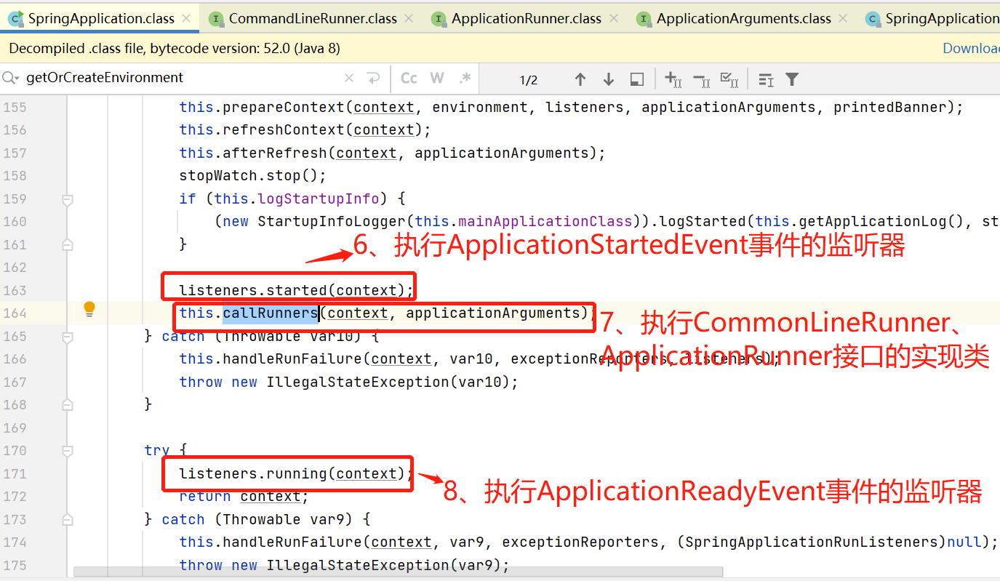 SpringApplication.class CommandLineRunner.class ApplicationRunner.class ApplicationArguments.class SpringApplication
Decompiled .class file, bytecode version: 52.0 (Java 8) Download
getOrCreateEnvironment Cc W .* 1/2
155 this.prepareContext(context, environment, listeners, applicationArguments, printedBanner);
156 this.refreshContext(context);
157 this.afterRefresh(context, applicationArguments);
158 stopWatch.stop();
159 if (this.logStartupInfo) {
160 (new StartupInfoLogger(this.mainApplicationClass)).logStarted(this.getApplicationLog(), st
6、执行ApplicationStartedEvent事件的监听器
161 }
162
163 listeners.started(context);
164 this.callRunners(context, applicationArguments);
7、执行CommonLineRunner、
ApplicationRunner接口的实现类
165 } catch (Throwable var10) {
166 this.handleRunFailure(context, var10, exceptionReporters, listeners);
167 throw new IllegalStateException(var10);
168 }
169
170 try {
171 listeners.running(context);
8、执行ApplicationReadyEvent事件的监听器
172 return context;
173 } catch (Throwable var9) {
174 this.handleRunFailure(context, var9, exceptionReporters, (SpringApplicationRunListeners)null);
175 throw new IllegalStateException(var9);